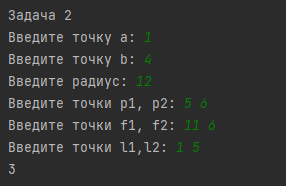 Задача 2
Введите точку a: 1
Введите точку b: 4
Введите радиус: 12
Введите точки p1, p2: 5 6
Введите точки f1, f2: 11 6
Введите точки l1,l2: 1 5
3